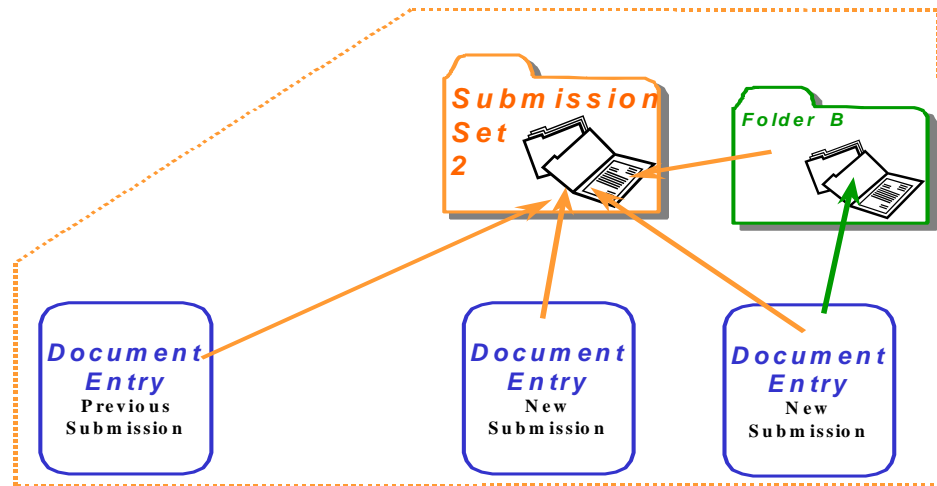 Submission
Set
2
Folder B
Document
Entry
Previous
Submission
Document
Entry
New
Submission
Document
Entry
New
Submission